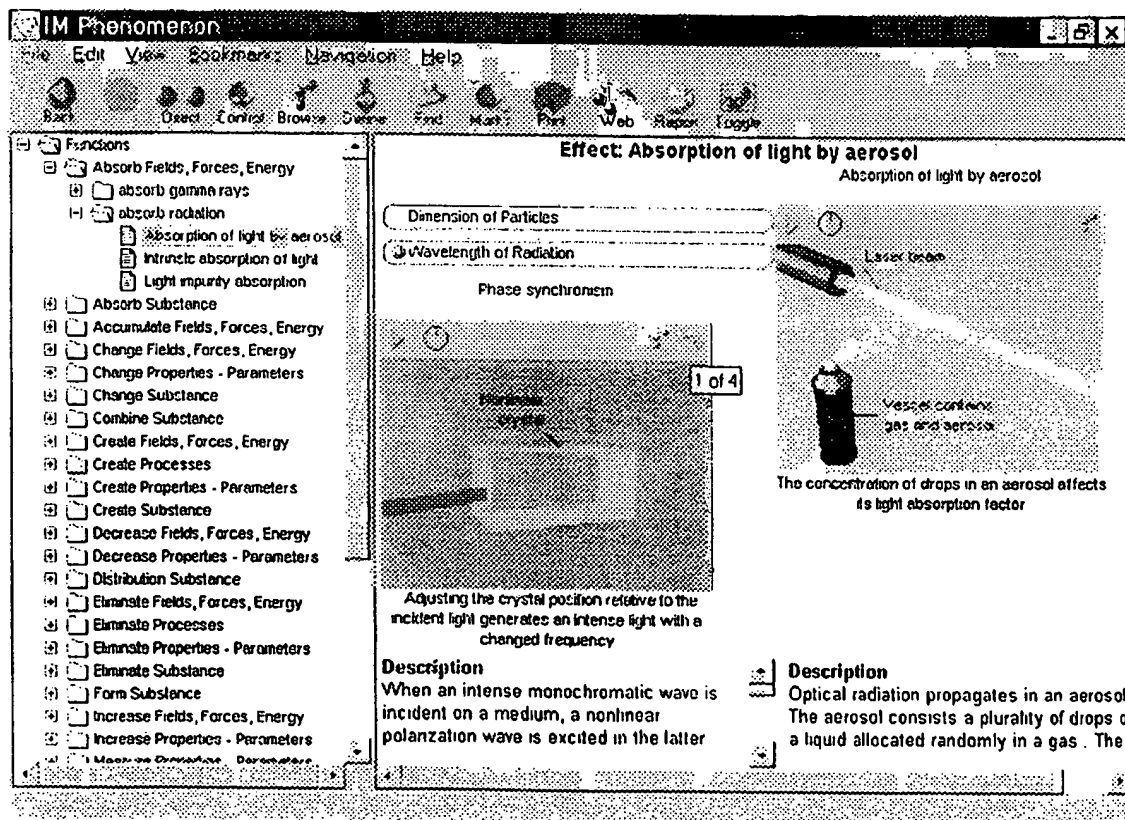 IM Phenomenon
File Edit View Bookmarks Navigation Help
Back Direct Control Browse Define Find Marks Print Web Report Toggle
Functions
Absorb Fields, Forces, Energy
absorb gamma rays
absorb radiation
Absorption of light by aerosol
Intrinsic absorption of light
Light impurity absorption
Absorb Substance
Accumulate Fields, Forces, Energy
Change Fields, Forces, Energy
Change Properties - Parameters
Change Substance
Combine Substance
Create Fields, Forces, Energy
Create Processes
Create Properties - Parameters
Create Substance
Decrease Fields, Forces, Energy
Decrease Properties - Parameters
Distribution Substance
Eliminate Fields, Forces, Energy
Eliminate Processes
Eliminate Properties - Parameters
Eliminate Substance
Form Substance
Increase Fields, Forces, Energy
Increase Properties - Parameters
Measure Properties - Parameters
Effect: Absorption of light by aerosol
Dimension of Particles
Wavelength of Radiation
Phase synchronism
Nonlinear
crystal
1 of 4
Adjusting the crystal position relative to the
incident light generates an intense light with a
changed frequency
Description
When an intense monochromatic wave is
incident on a medium, a nonlinear
polarization wave is excited in the latter
Absorption of light by aerosol
Laser beam
Vessel contains
gas and aerosol
The concentration of drops in an aerosol affects
its light absorption factor
Description
Optical radiation propagates in an aerosol
The aerosol consists a plurality of drops o
a liquid allocated randomly in a gas . The